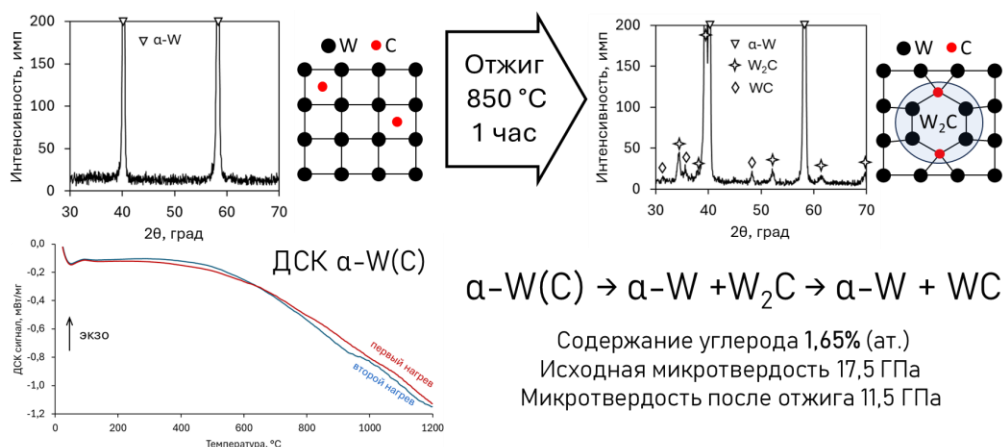 200
150
100
50
0
30
40
50
60
70
Интенсивность, имп
2θ, град
▽ α-W
W
C
Отжиг
850 °C
1 час
200
150
100
50
0
30
40
50
60
70
Интенсивность, имп
2θ, град
▽ α-W
W₂C
◇ WC
W
C
W₂C
0,0
-0,2
-0,4
-0,6
-0,8
-1,0
-1,2
0
200
400
600
800
1000
1200
ДСК сигнал, мВт/мг
Температура, °C
ДСК α-W(C)
↑ экзо
первый нагрев
второй нагрев
α-W(C) → α-W +W₂C → α-W + WC
Содержание углерода 1,65% (ат.)
Исходная микротвердость 17,5 ГПа
Микротвердость после отжига 11,5 ГПа